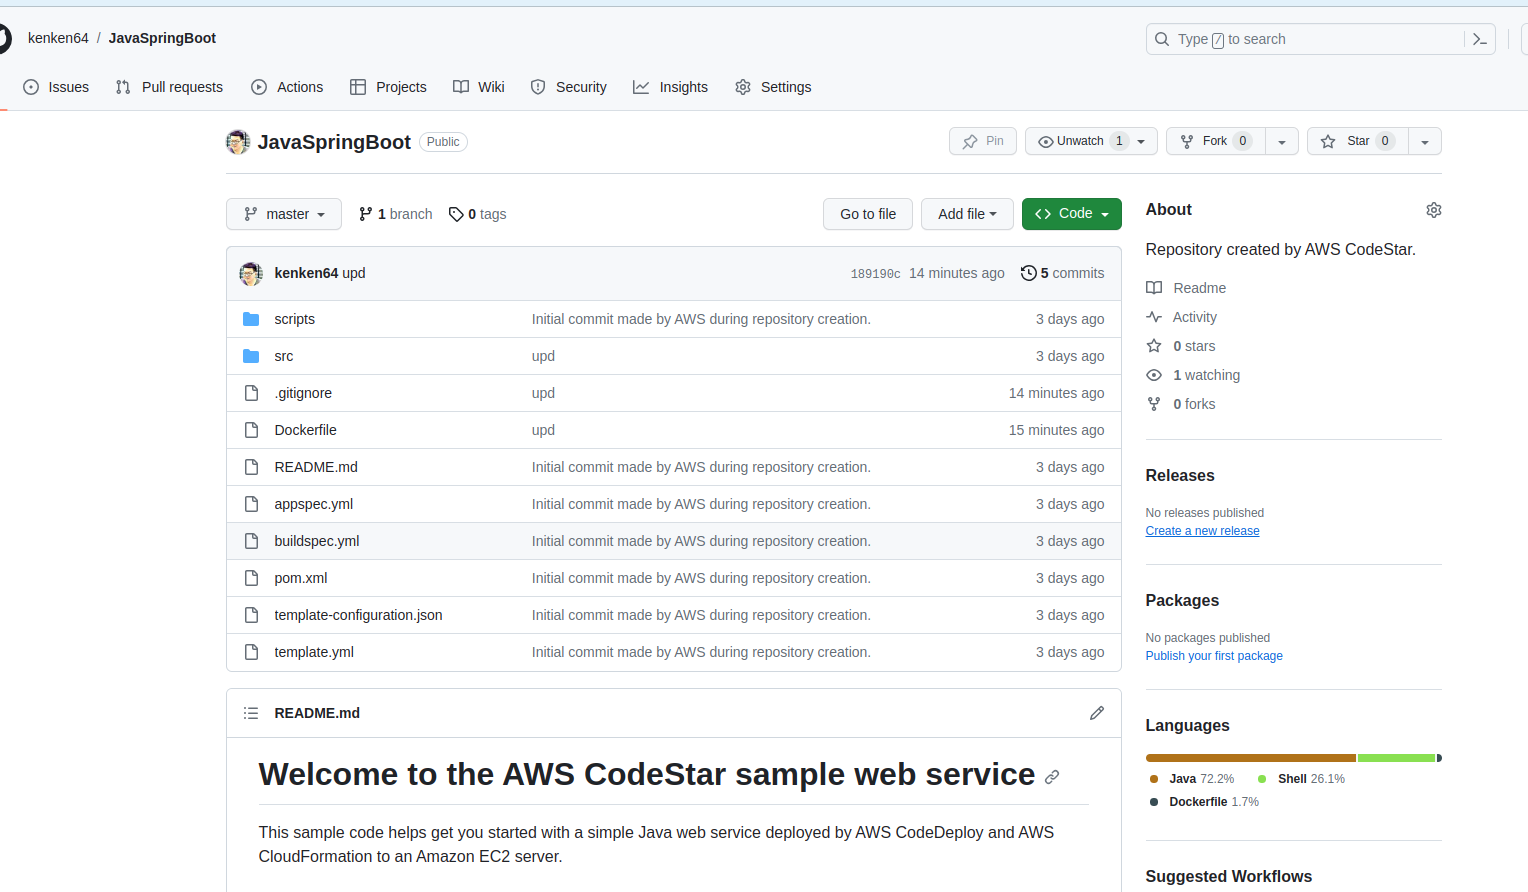 kenken64 / JavaSpringBoot
Type / to search
Issues Pull requests Actions Projects Wiki Security Insights Settings
JavaSpringBoot Public
Pin Unwatch 1 Fork 0 Star 0
master 1 branch 0 tags Go to file Add file Code
kenken64 upd 189190c 14 minutes ago 5 commits
scripts Initial commit made by AWS during repository creation. 3 days ago
src upd 3 days ago
.gitignore upd 14 minutes ago
Dockerfile upd 15 minutes ago
README.md Initial commit made by AWS during repository creation. 3 days ago
appspec.yml Initial commit made by AWS during repository creation. 3 days ago
buildspec.yml Initial commit made by AWS during repository creation. 3 days ago
pom.xml Initial commit made by AWS during repository creation. 3 days ago
template-configuration.json Initial commit made by AWS during repository creation. 3 days ago
template.yml Initial commit made by AWS during repository creation. 3 days ago
README.md
Welcome to the AWS CodeStar sample web service
This sample code helps get you started with a simple Java web service deployed by AWS CodeDeploy and AWS
CloudFormation to an Amazon EC2 server.
About
Repository created by AWS CodeStar.
Readme
Activity
0 stars
1 watching
0 forks
Releases
No releases published
Create a new release
Packages
No packages published
Publish your first package
Languages
Java 72.2% Shell 26.1%
Dockerfile 1.7%
Suggested Workflows